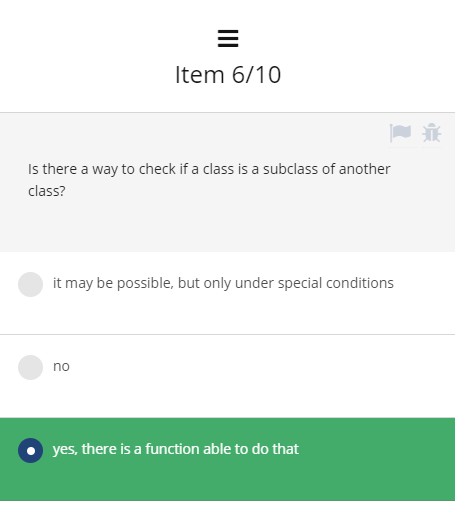 Item 6/10
Is there a way to check if a class is a subclass of another
class?
it may be possible, but only under special conditions
no
yes, there is a function able to do that